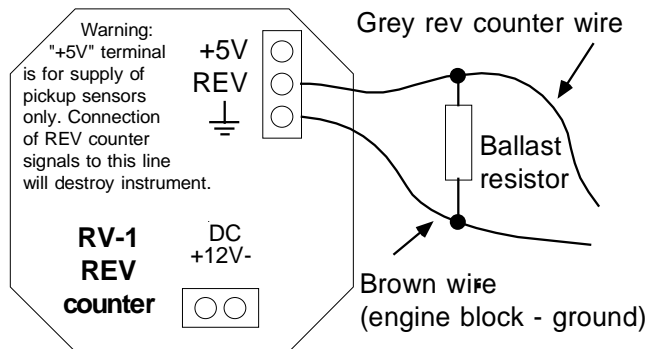 Warning:
"+5V" terminal
is for supply of
pickup sensors
only. Connection
of REV counter
signals to this line
will destroy instrument.
+5V
REV
Grey rev counter wire
Ballast
resistor
RV-1
REV
counter
DC
+12V-
Brown wire
(engine block - ground)